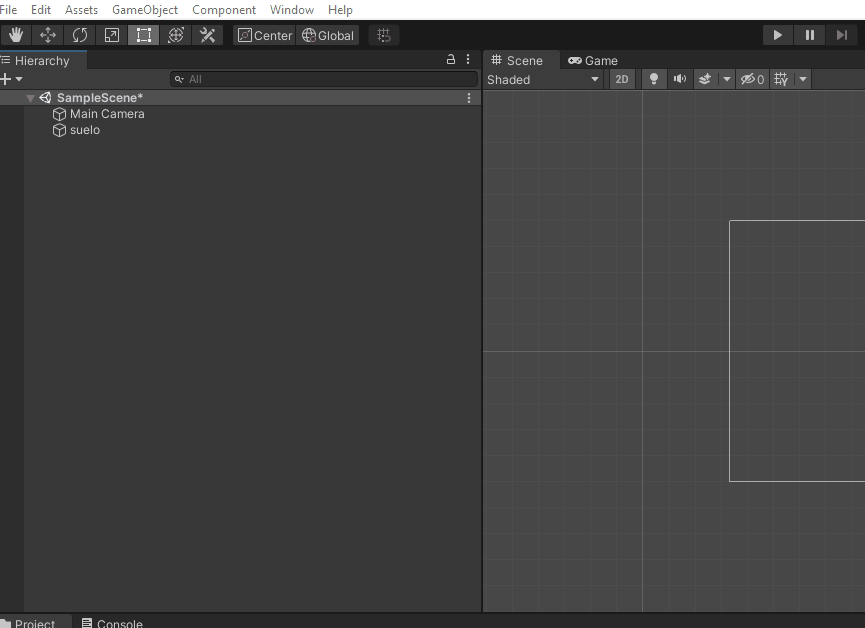 File Edit Assets GameObject Component Window Help
Center Global
Hierarchy
All
SampleScene*
Main Camera
suelo
Scene Game
Shaded 2D 0
Project Console